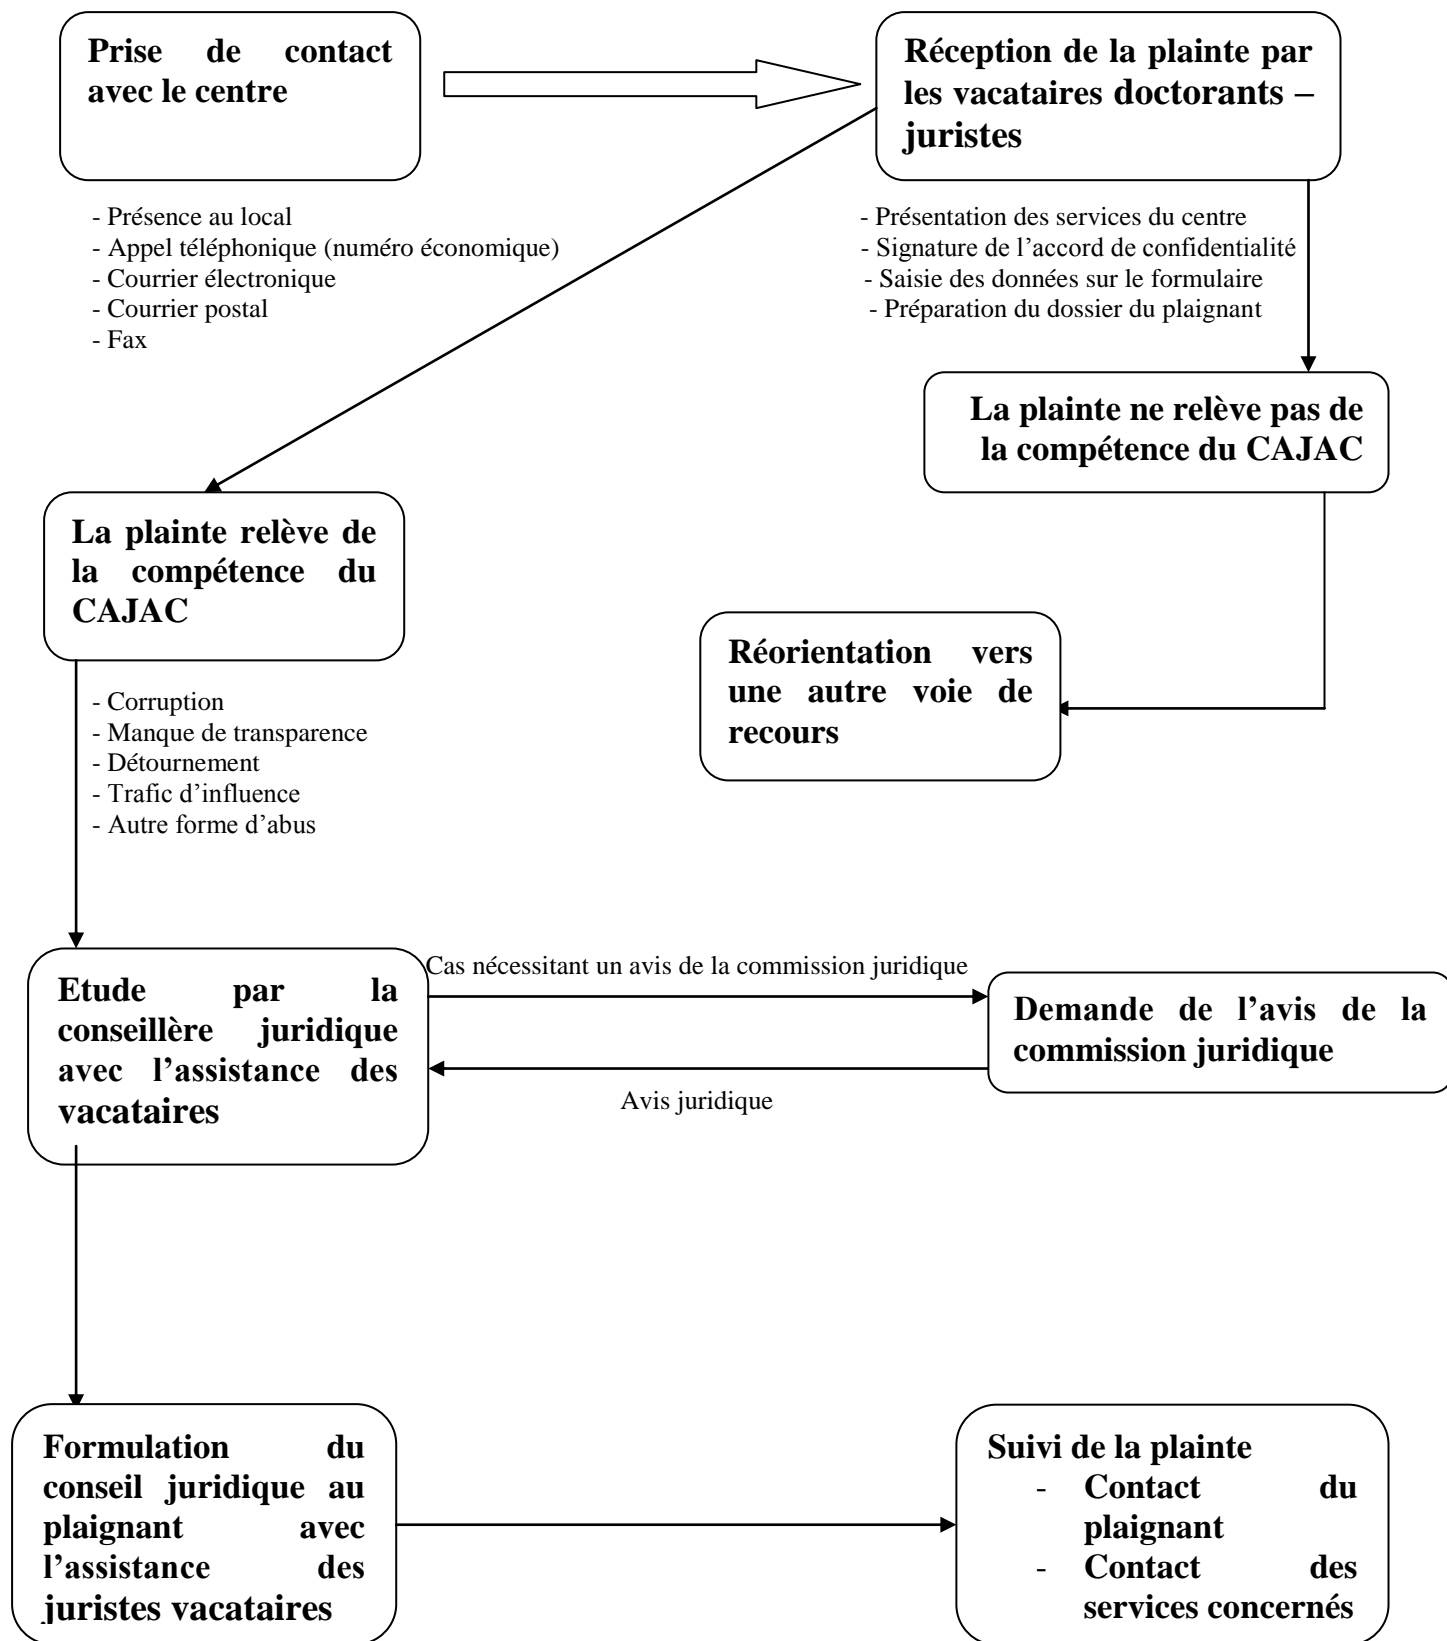 Prise de contact
avec le centre
Réception de la plainte par
les vacataires doctorants –
juristes
- Présence au local
- Appel téléphonique (numéro économique)
- Courrier électronique
- Courrier postal
- Fax
- Présentation des services du centre
- Signature de l’accord de confidentialité
- Saisie des données sur le formulaire
- Préparation du dossier du plaignant
La plainte ne relève pas de
la compétence du CAJAC
La plainte relève de
la compétence du
CAJAC
Réorientation vers
une autre voie de
recours
- Corruption
- Manque de transparence
- Détournement
- Trafic d’influence
- Autre forme d’abus
Etude par la
conseillère juridique
avec l’assistance des
vacataires
Cas nécessitant un avis de la commission juridique
Demande de l’avis de la
commission juridique
Avis juridique
Formulation du
conseil juridique au
plaignant avec
l’assistance des
juristes vacataires
Suivi de la plainte
- Contact du
plaignant
- Contact des
services concernés